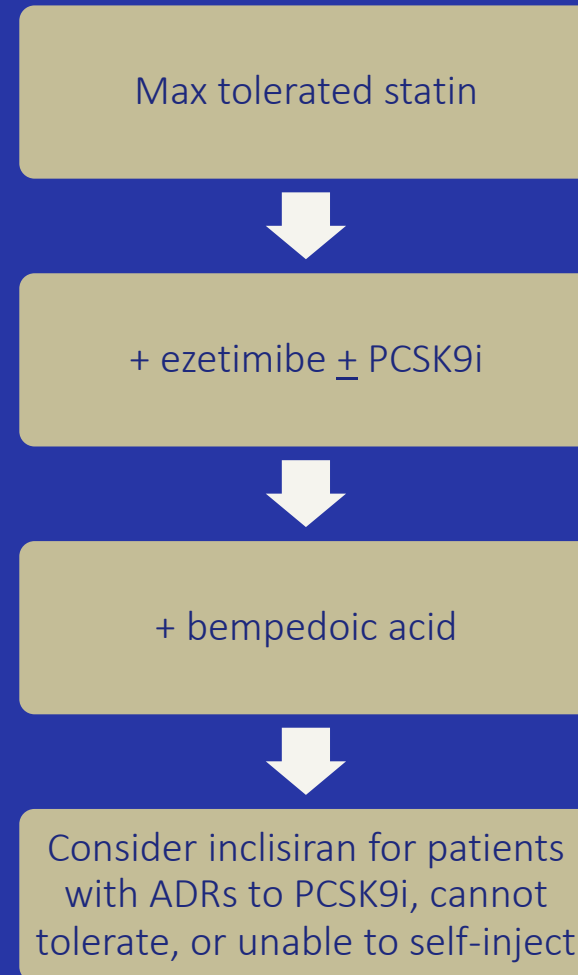 Max tolerated statin
+ ezetimibe + PCSK9i
+ bempedoic acid
Consider inclisiran for patients
with ADRs to PCSK9i, cannot
tolerate, or unable to self-inject